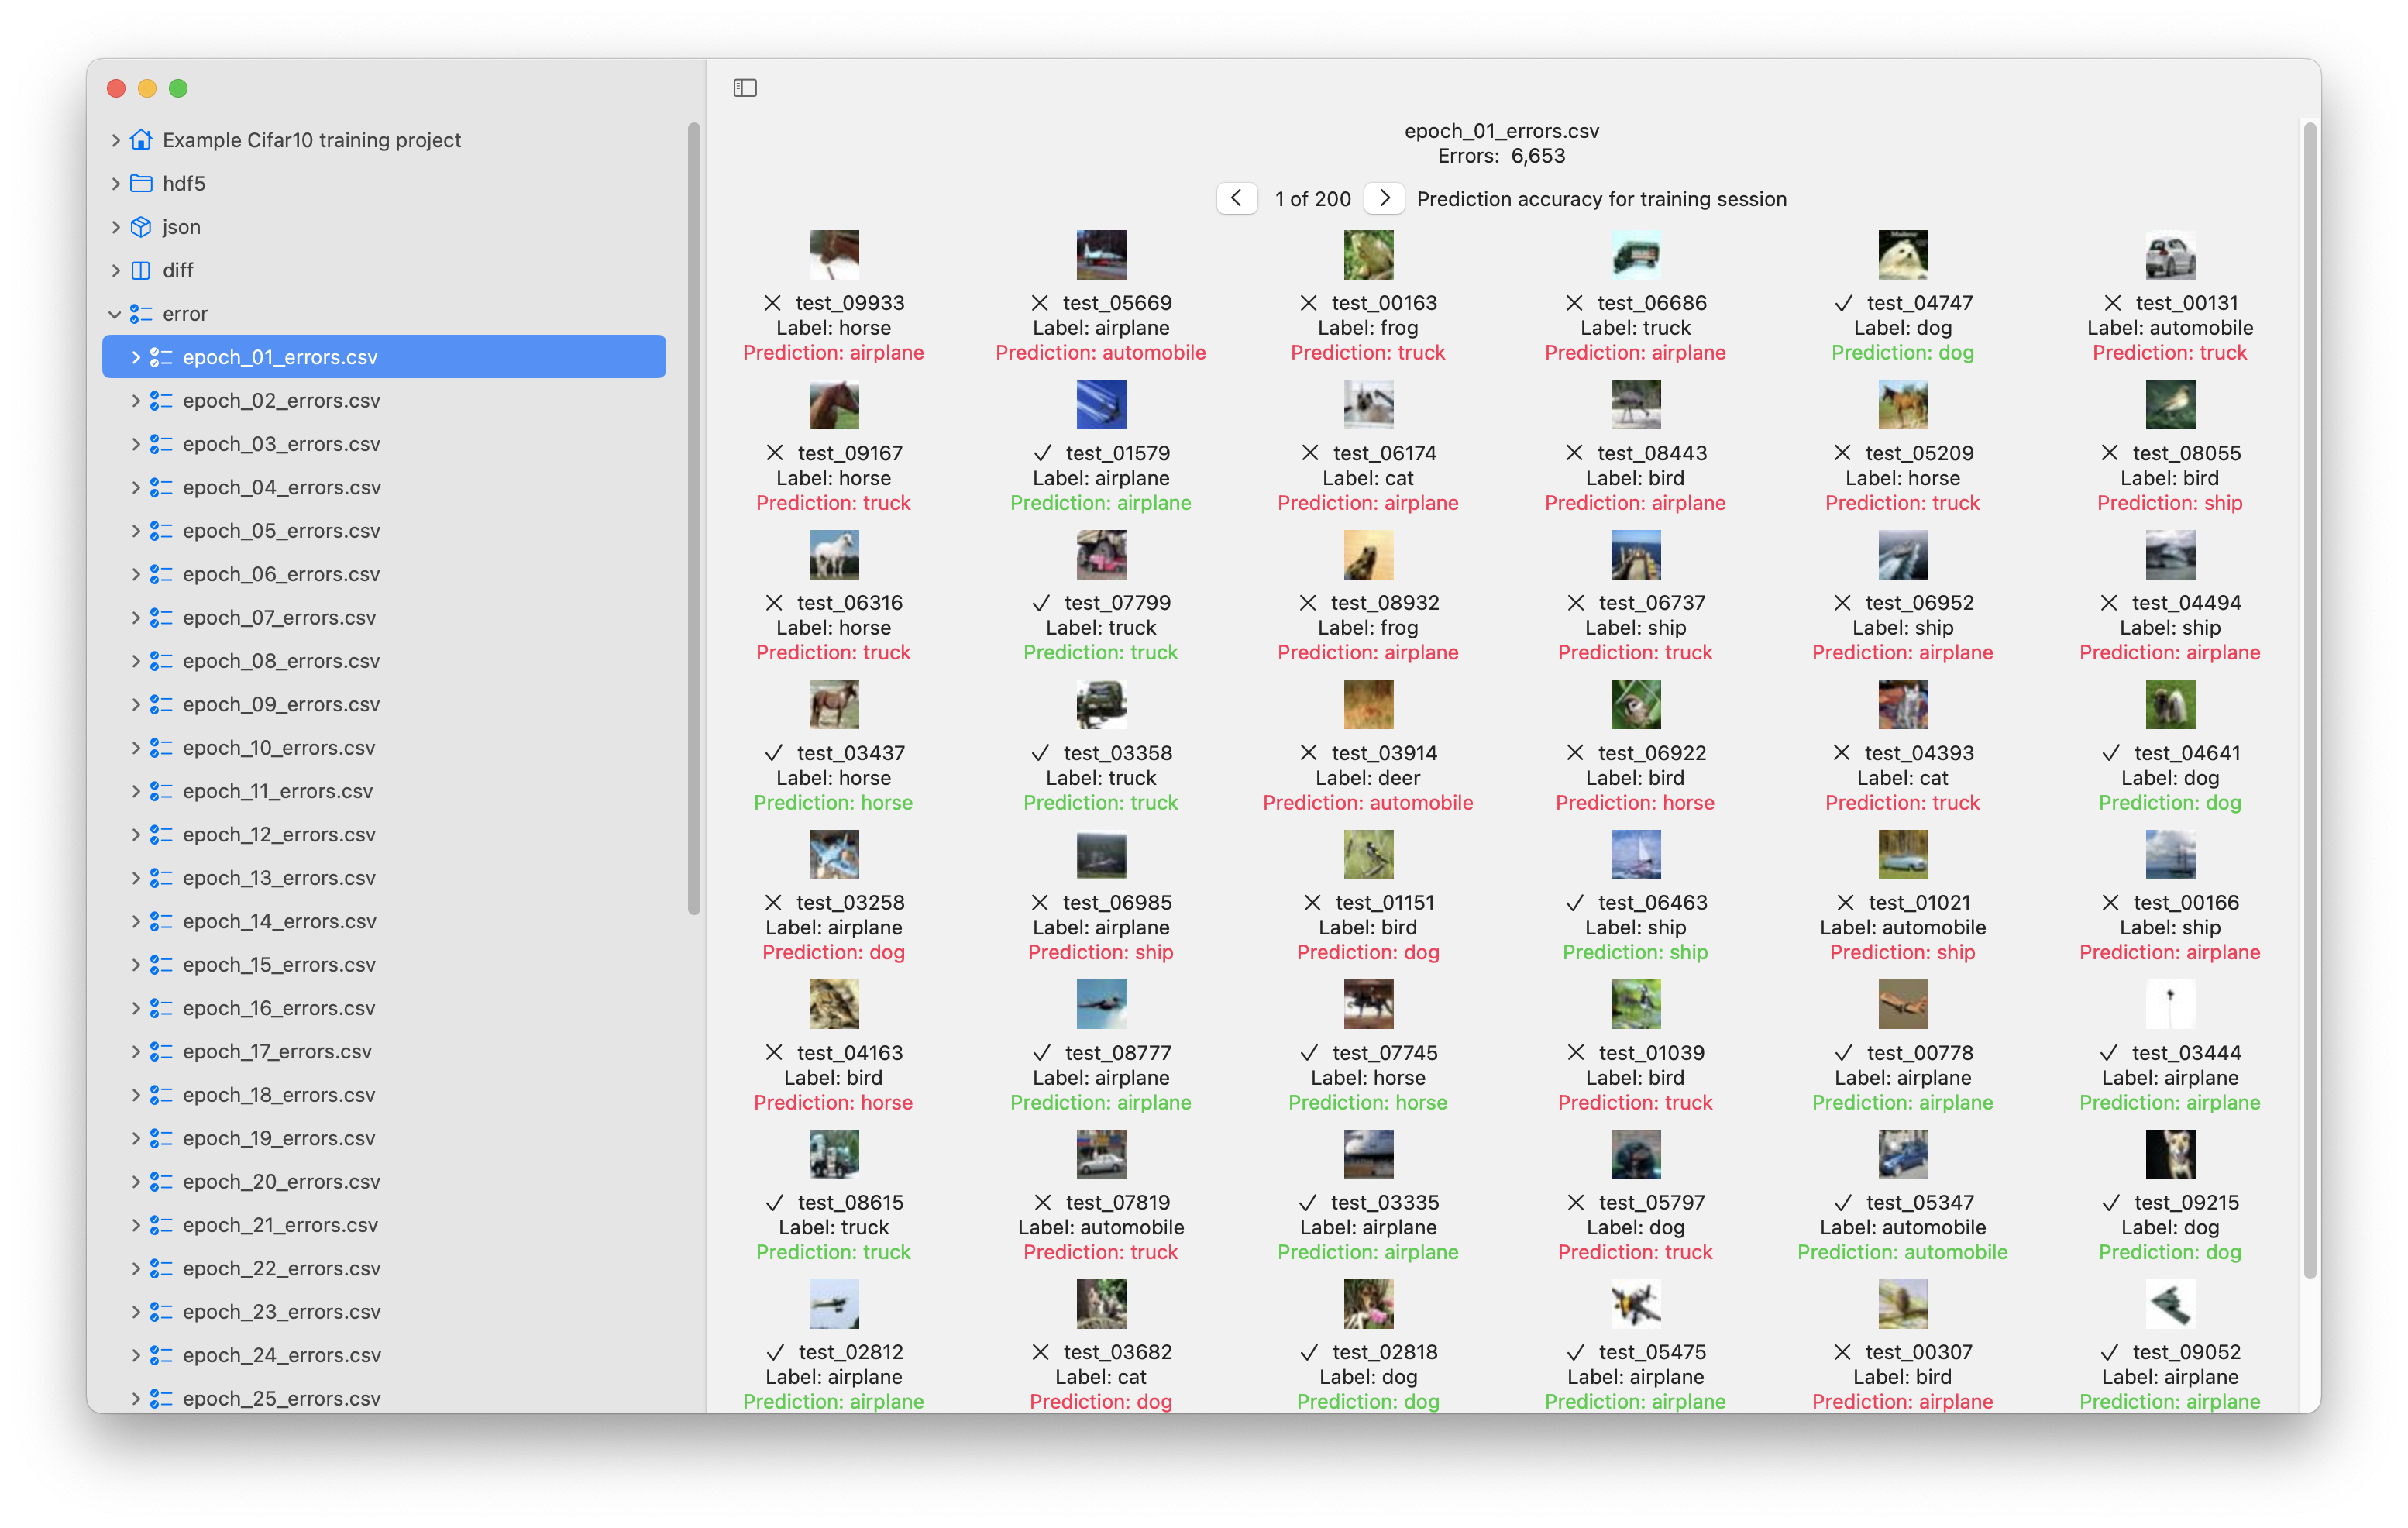 Example Cifar10 training project
hdf5
json
diff
error
epoch_01_errors.csv
epoch_02_errors.csv
epoch_03_errors.csv
epoch_04_errors.csv
epoch_05_errors.csv
epoch_06_errors.csv
epoch_07_errors.csv
epoch_08_errors.csv
epoch_09_errors.csv
epoch_10_errors.csv
epoch_11_errors.csv
epoch_12_errors.csv
epoch_13_errors.csv
epoch_14_errors.csv
epoch_15_errors.csv
epoch_16_errors.csv
epoch_17_errors.csv
epoch_18_errors.csv
epoch_19_errors.csv
epoch_20_errors.csv
epoch_21_errors.csv
epoch_22_errors.csv
epoch_23_errors.csv
epoch_24_errors.csv
epoch_25_errors.csv
epoch_01_errors.csv
Errors: 6,653
1 of 200 Prediction accuracy for training session
test_09933 test_05669 test_00163 test_06686 test_04747 test_00131
Label: horse Label: airplane Label: frog Label: truck Label: dog Label: automobile
Prediction: airplane Prediction: automobile Prediction: truck Prediction: airplane Prediction: dog Prediction: truck
test_09167 test_01579 test_06174 test_08443 test_05209 test_08055
Label: horse Label: airplane Label: cat Label: bird Label: horse Label: bird
Prediction: truck Prediction: airplane Prediction: airplane Prediction: airplane Prediction: truck Prediction: ship
test_06316 test_07799 test_08932 test_06737 test_06952 test_04494
Label: horse Label: truck Label: frog Label: ship Label: ship Label: ship
Prediction: truck Prediction: truck Prediction: airplane Prediction: truck Prediction: airplane Prediction: airplane
test_03437 test_03358 test_03914 test_06922 test_04393 test_04641
Label: horse Label: truck Label: deer Label: bird Label: cat Label: dog
Prediction: horse Prediction: truck Prediction: automobile Prediction: horse Prediction: truck Prediction: dog
test_03258 test_06985 test_01151 test_06463 test_01021 test_00166
Label: airplane Label: airplane Label: bird Label: ship Label: automobile Label: ship
Prediction: dog Prediction: ship Prediction: dog Prediction: ship Prediction: ship Prediction: airplane
test_04163 test_08777 test_07745 test_01039 test_00778 test_03444
Label: bird Label: airplane Label: horse Label: bird Label: airplane Label: airplane
Prediction: horse Prediction: airplane Prediction: horse Prediction: truck Prediction: airplane Prediction: airplane
test_08615 test_07819 test_03335 test_05797 test_05347 test_09215
Label: truck Label: automobile Label: airplane Label: dog Label: automobile Label: dog
Prediction: truck Prediction: truck Prediction: airplane Prediction: truck Prediction: automobile Prediction: dog
test_02812 test_03682 test_02818 test_05475 test_00307 test_09052
Label: airplane Label: cat Label: dog Label: airplane Label: bird Label: airplane
Prediction: airplane Prediction: dog Prediction: dog Prediction: airplane Prediction: airplane Prediction: airplane